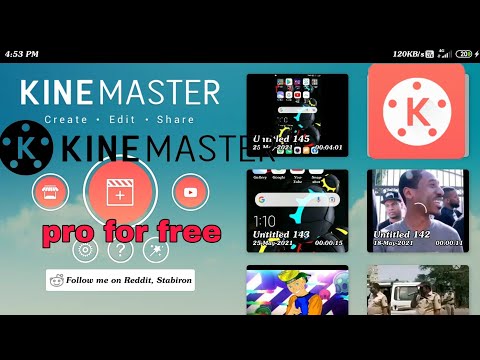 4:53 PM
120KB/s
4G
20
KINEMASTER
Create • Edit • Share
KINEMASTER
K
K
pro for free
Follow me on Reddit, Stabiron
Untitled 145
25-May-2021 00:04:01
1:10
Untitled 143
25-May-2021 00:00:15
Untitled 142
18-May-2021 00:00:11